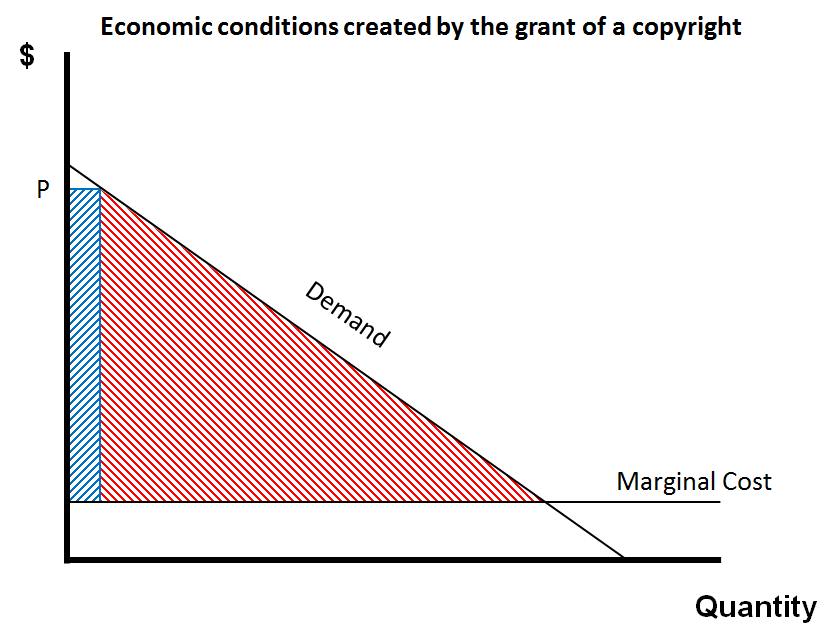 Economic conditions created by the grant of a copyright
$
P
Demand
Marginal Cost
Quantity